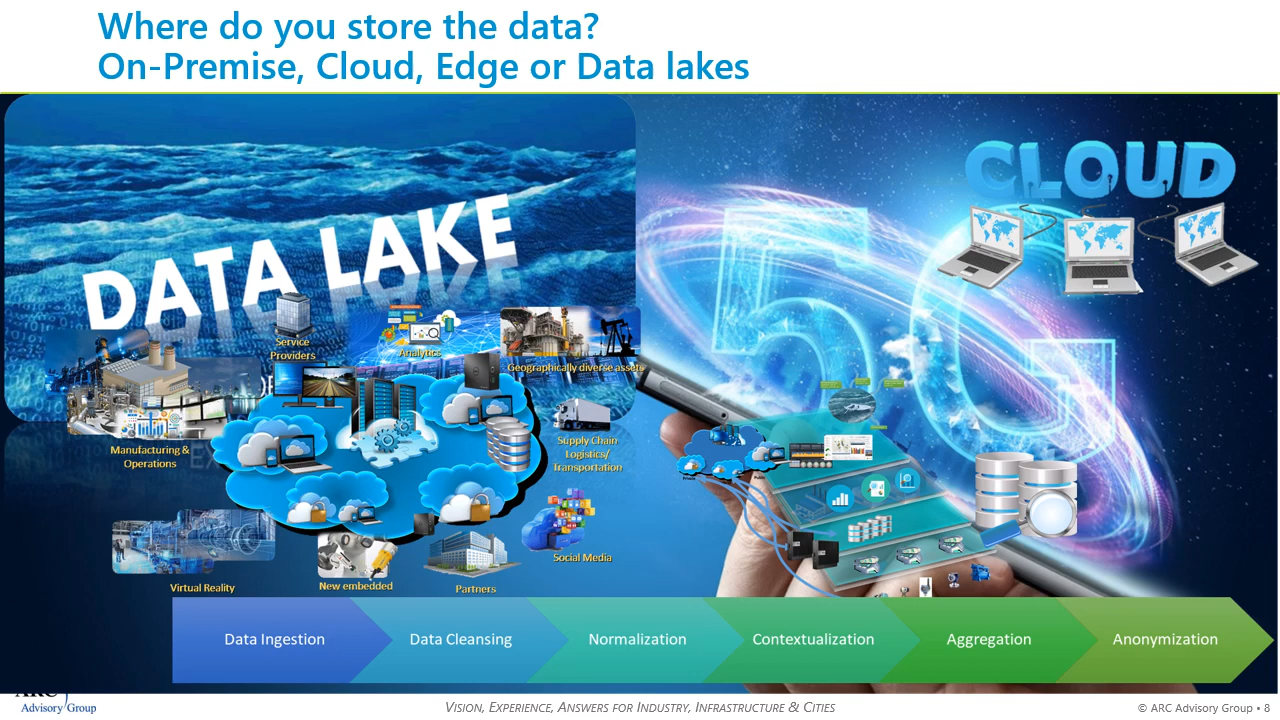 Where do you store the data?
On-Premise, Cloud, Edge or Data lakes
DATA LAKE
CLOUD
5G
Service
Providers
Analytics
Geographically diverse assets
Manufacturing &
Operations
Supply Chain
Logistics/
Transportation
Social Media
Virtual Reality
New embedded
Partners
Private
Public
Data Ingestion
Data Cleansing
Normalization
Contextualization
Aggregation
Anonymization
ARC
Advisory Group
VISION, EXPERIENCE, ANSWERS FOR INDUSTRY, INFRASTRUCTURE & CITIES
© ARC Advisory Group • 8